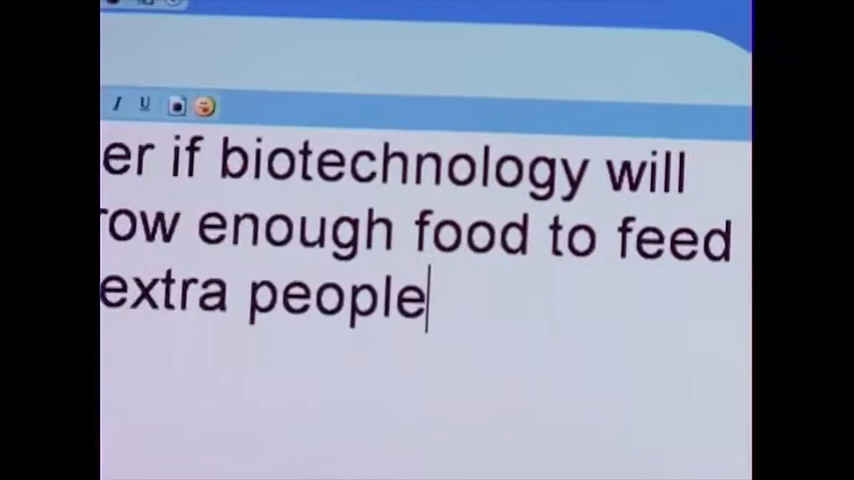 I U
er if biotechnology will
row enough food to feed
extra people